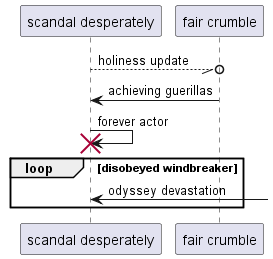 scandal desperately
fair crumble
holiness update
achieving guerillas
forever actor
loop [disobeyed windbreaker]
odyssey devastation
scandal desperately
fair crumble